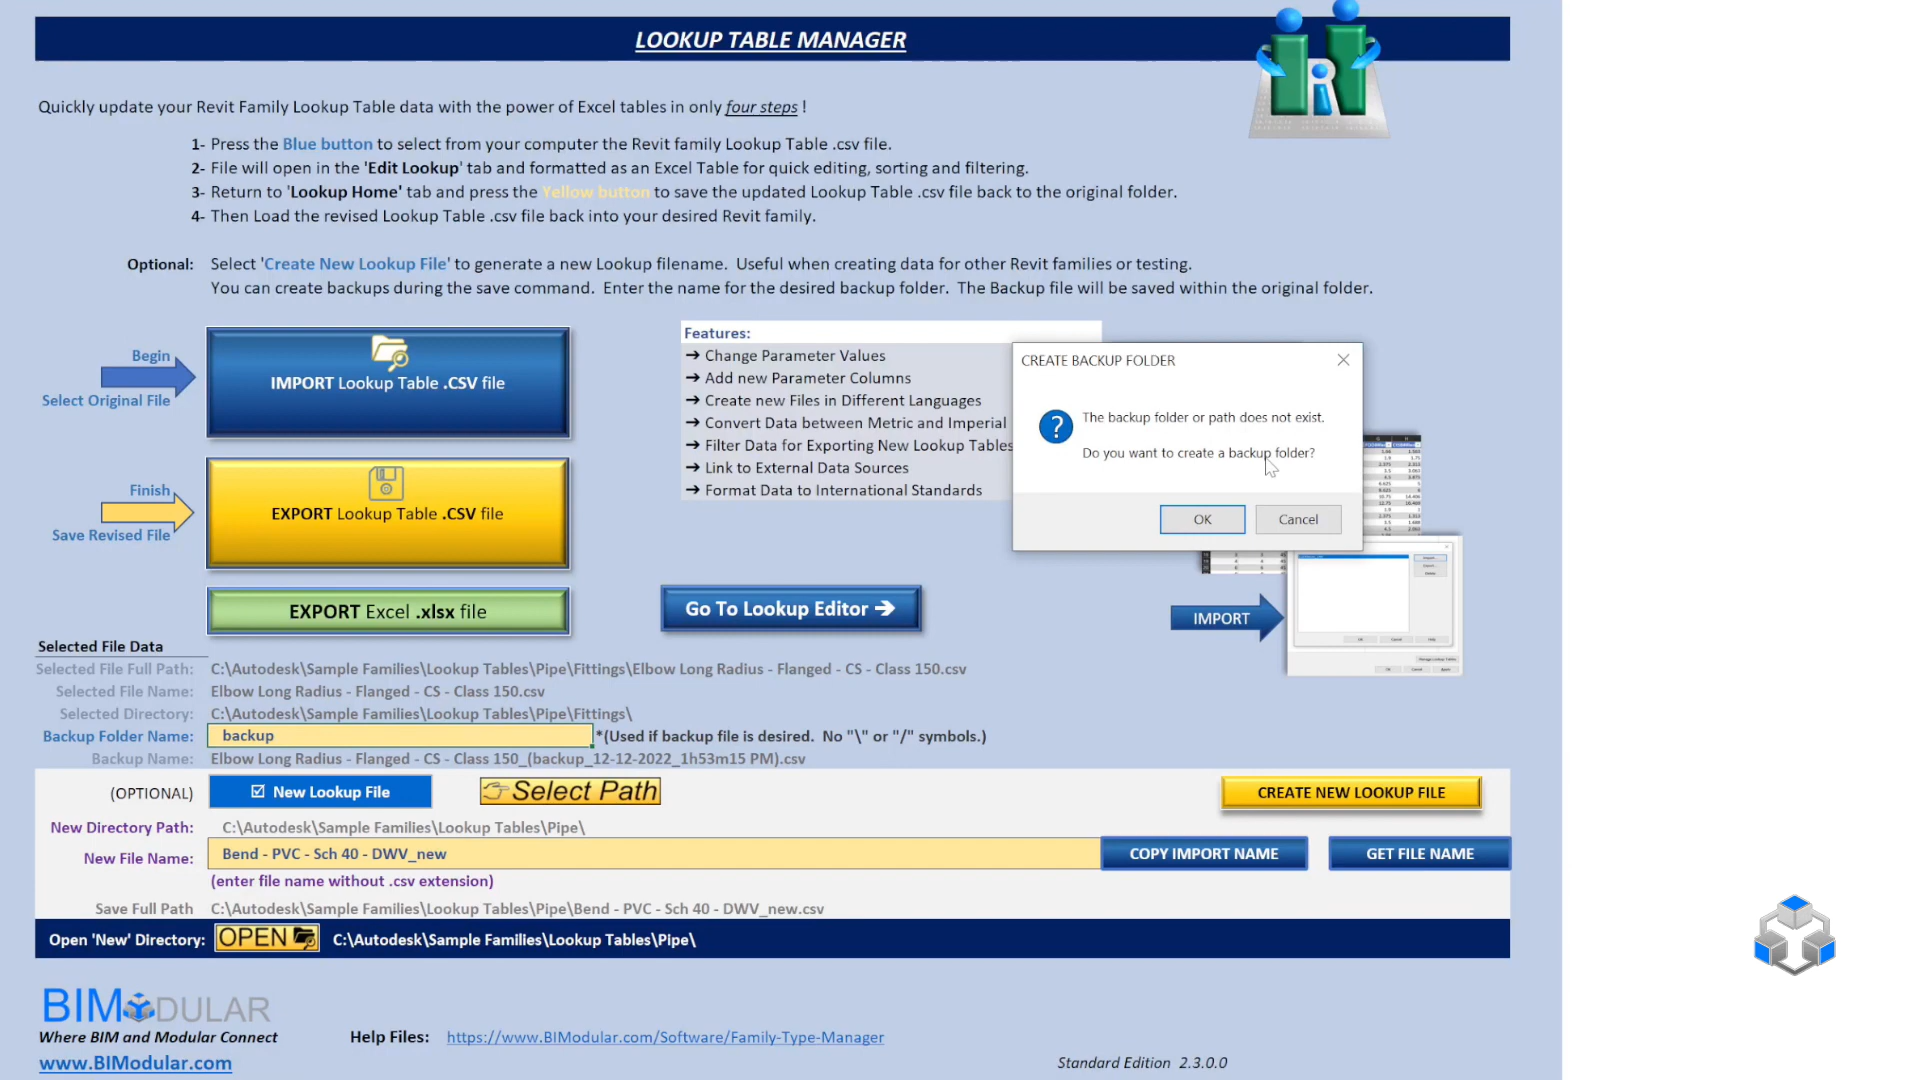 LOOKUP TABLE MANAGER
Quickly update your Revit Family Lookup Table data with the power of Excel tables in only four steps !
1- Press the Blue button to select from your computer the Revit family Lookup Table .csv file.
2- File will open in the 'Edit Lookup' tab and formatted as an Excel Table for quick editing, sorting and filtering.
3- Return to 'Lookup Home' tab and press the Yellow button to save the updated Lookup Table .csv file back to the original folder.
4- Then Load the revised Lookup Table .csv file back into your desired Revit family.
Optional: Select 'Create New Lookup File' to generate a new Lookup filename. Useful when creating data for other Revit families or testing.
You can create backups during the save command. Enter the name for the desired backup folder. The Backup file will be saved within the original folder.
Begin
Select Original File
IMPORT Lookup Table .CSV file
Finish
Save Revised File
EXPORT Lookup Table .CSV file
EXPORT Excel .xlsx file
Features:
➔ Change Parameter Values
➔ Add new Parameter Columns
➔ Create new Files in Different Languages
➔ Convert Data between Metric and Imperial
➔ Filter Data for Exporting New Lookup Tables
➔ Link to External Data Sources
➔ Format Data to International Standards
CREATE BACKUP FOLDER
The backup folder or path does not exist.
Do you want to create a backup folder?
OK Cancel
Go To Lookup Editor ➔
IMPORT
Selected File Data
Selected File Full Path: C:\Autodesk\Sample Families\Lookup Tables\Pipe\Fittings\Elbow Long Radius - Flanged - CS - Class 150.csv
Selected File Name: Elbow Long Radius - Flanged - CS - Class 150.csv
Selected Directory: C:\Autodesk\Sample Families\Lookup Tables\Pipe\Fittings\
Backup Folder Name: backup *(Used if backup file is desired. No "\" or "/" symbols.)
Backup Name: Elbow Long Radius - Flanged - CS - Class 150_(backup_12-12-2022_1h53m15 PM).csv
(OPTIONAL) ☑ New Lookup File Select Path CREATE NEW LOOKUP FILE
New Directory Path: C:\Autodesk\Sample Families\Lookup Tables\Pipe\
New File Name: Bend - PVC - Sch 40 - DWV_new COPY IMPORT NAME GET FILE NAME
(enter file name without .csv extension)
Save Full Path C:\Autodesk\Sample Families\Lookup Tables\Pipe\Bend - PVC - Sch 40 - DWV_new.csv
Open 'New' Directory: OPEN C:\Autodesk\Sample Families\Lookup Tables\Pipe\
BIMODULAR
Where BIM and Modular Connect
Help Files: https://www.BIModular.com/Software/Family-Type-Manager
www.BIModular.com
Standard Edition 2.3.0.0